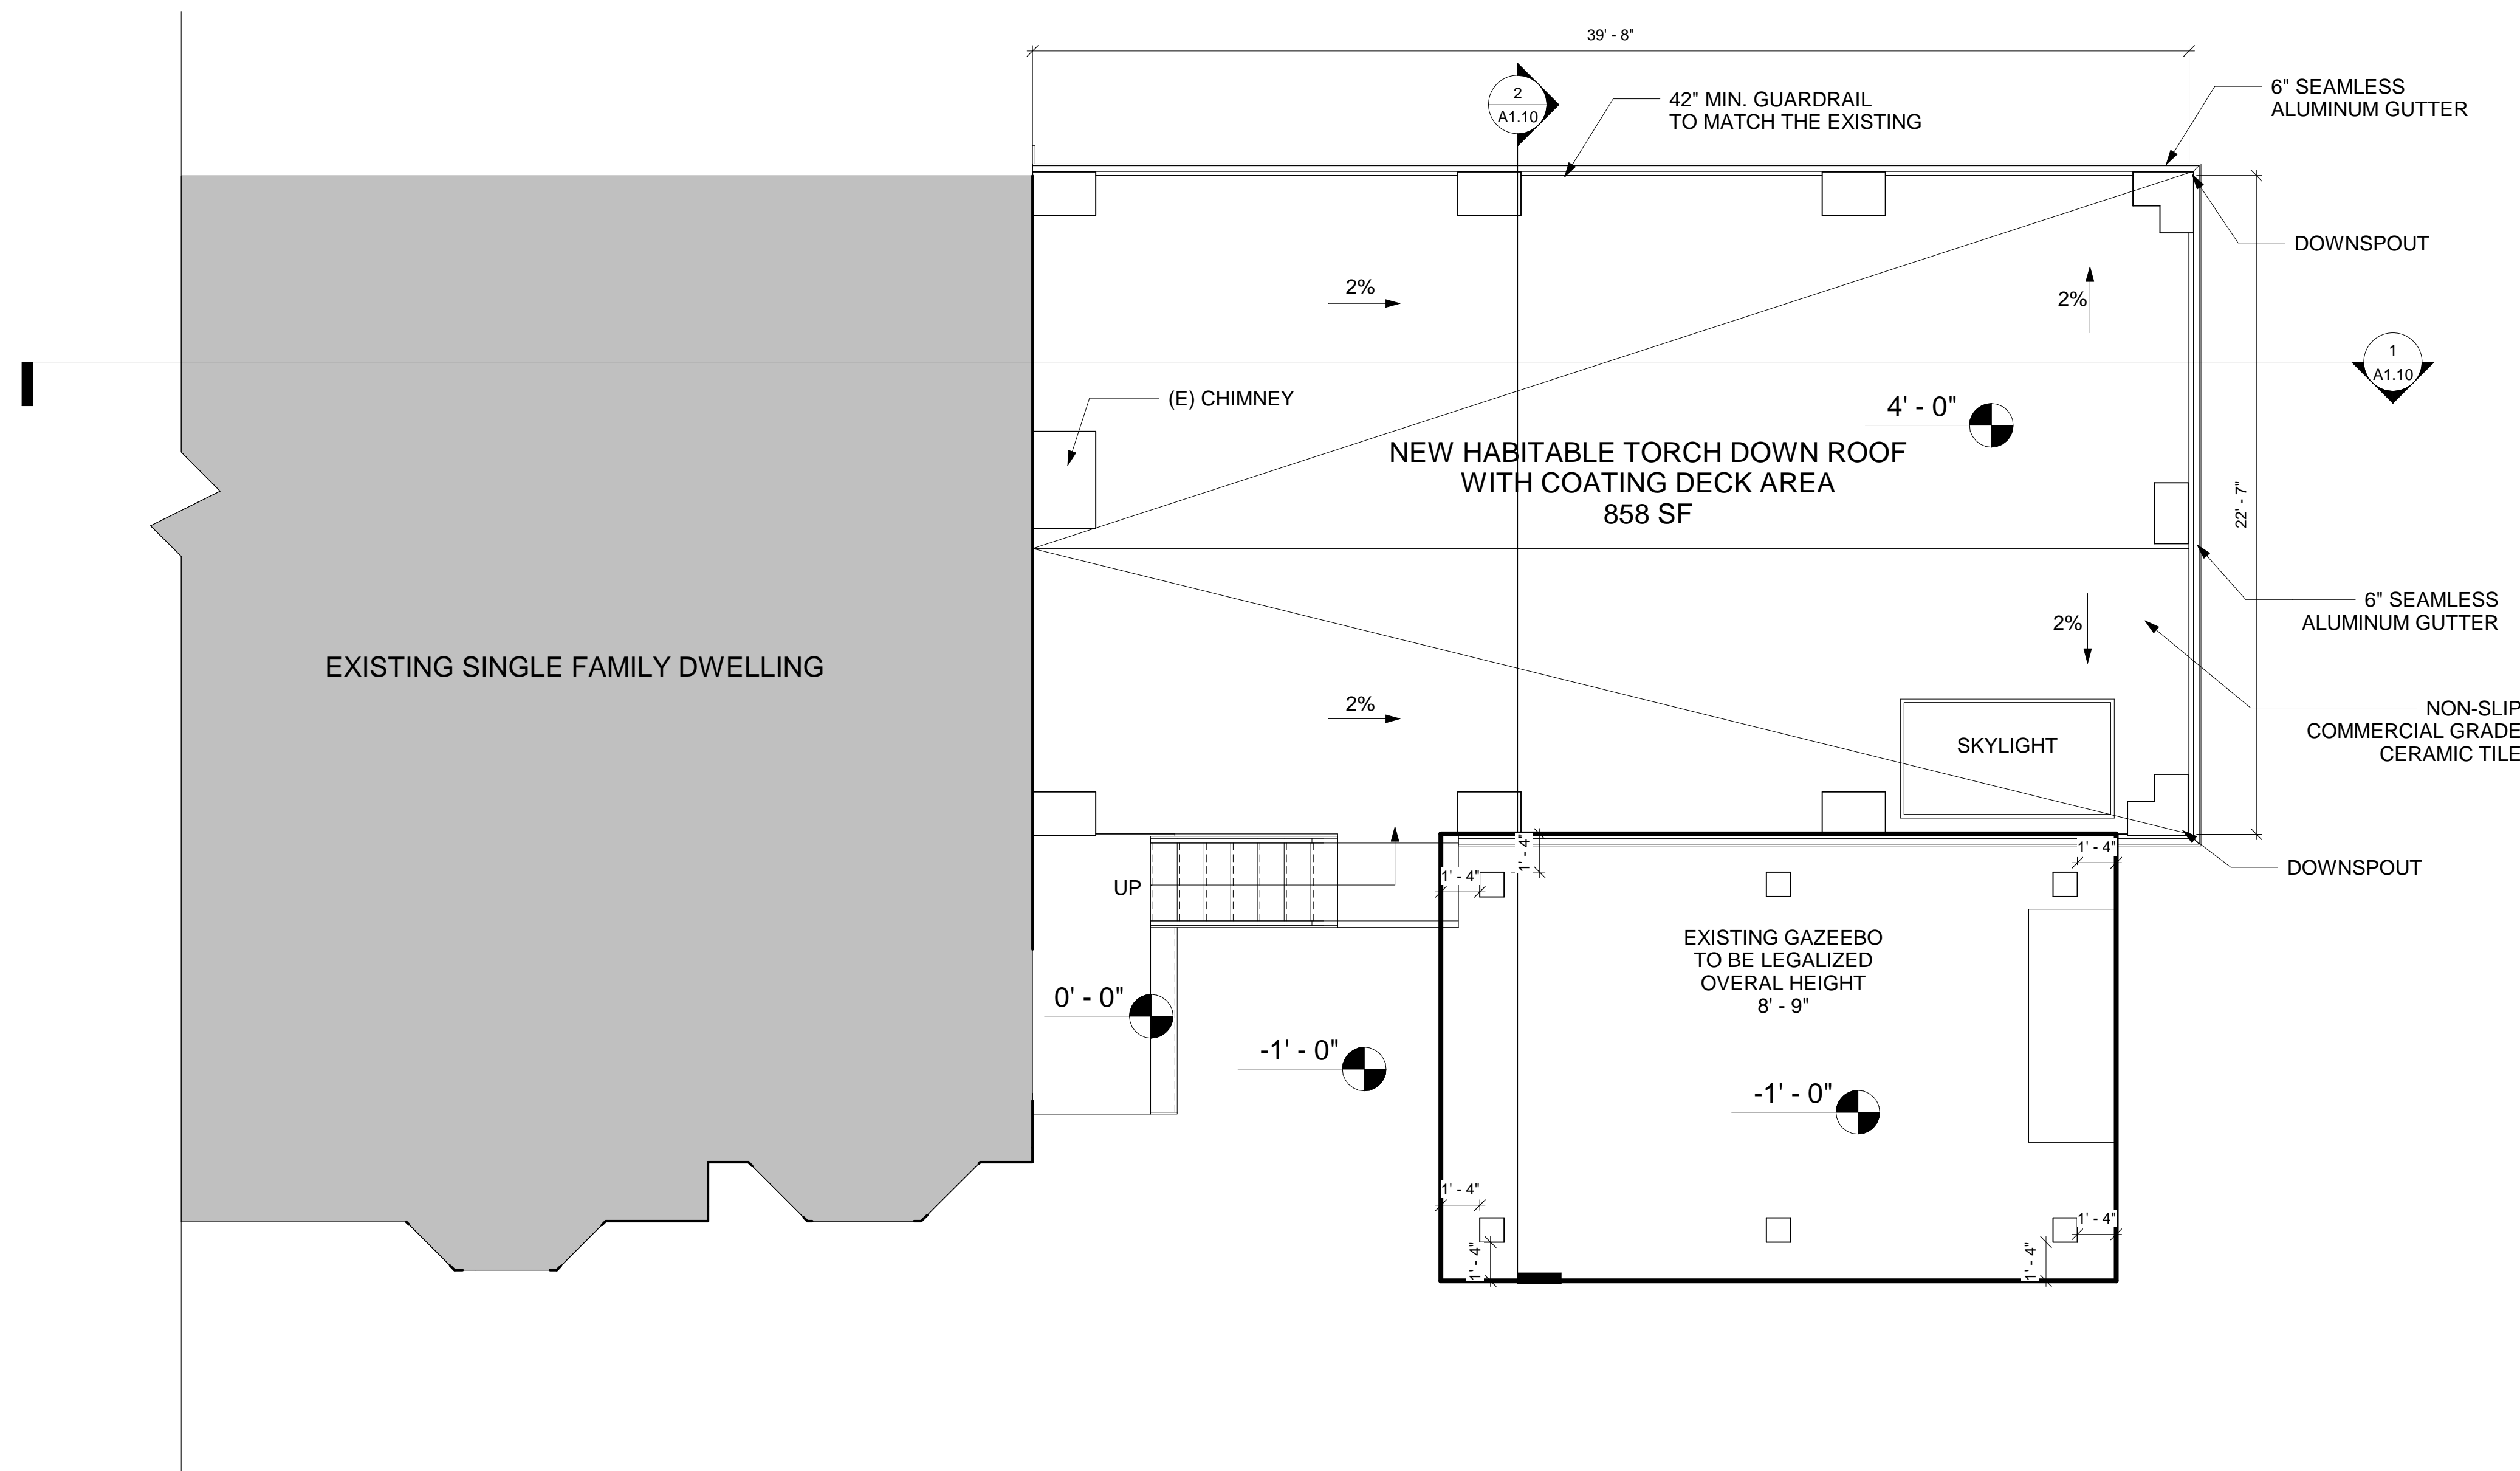 39' - 8"
2
A1.10
42" MIN. GUARDRAIL
TO MATCH THE EXISTING
6" SEAMLESS
ALUMINUM GUTTER
DOWNSPOUT
2%
2%
1
A1.10
(E) CHIMNEY
4' - 0"
NEW HABITABLE TORCH DOWN ROOF
WITH COATING DECK AREA
858 SF
22' - 7"
6" SEAMLESS
ALUMINUM GUTTER
2%
EXISTING SINGLE FAMILY DWELLING
2%
NON-SLIP
COMMERCIAL GRADE
CERAMIC TILE
SKYLIGHT
1' - 4"
1' - 4"
1' - 4"
DOWNSPOUT
UP
EXISTING GAZEEBO
TO BE LEGALIZED
OVERAL HEIGHT
8' - 9"
0' - 0"
-1' - 0"
-1' - 0"
1' - 4"
1' - 4"
1' - 4"
1' - 4"